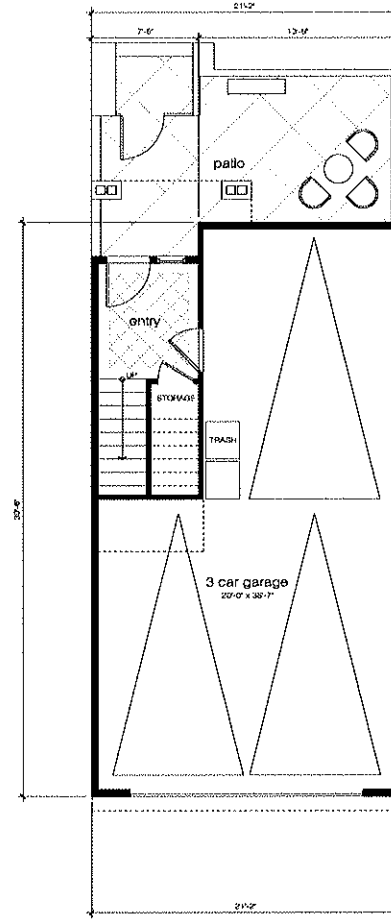 21'-2"
7'-8"
13'-6"
patio
entry
UP
STORAGE
TRASH
3 car garage
20'-0" x 38'-7"
21'-2"